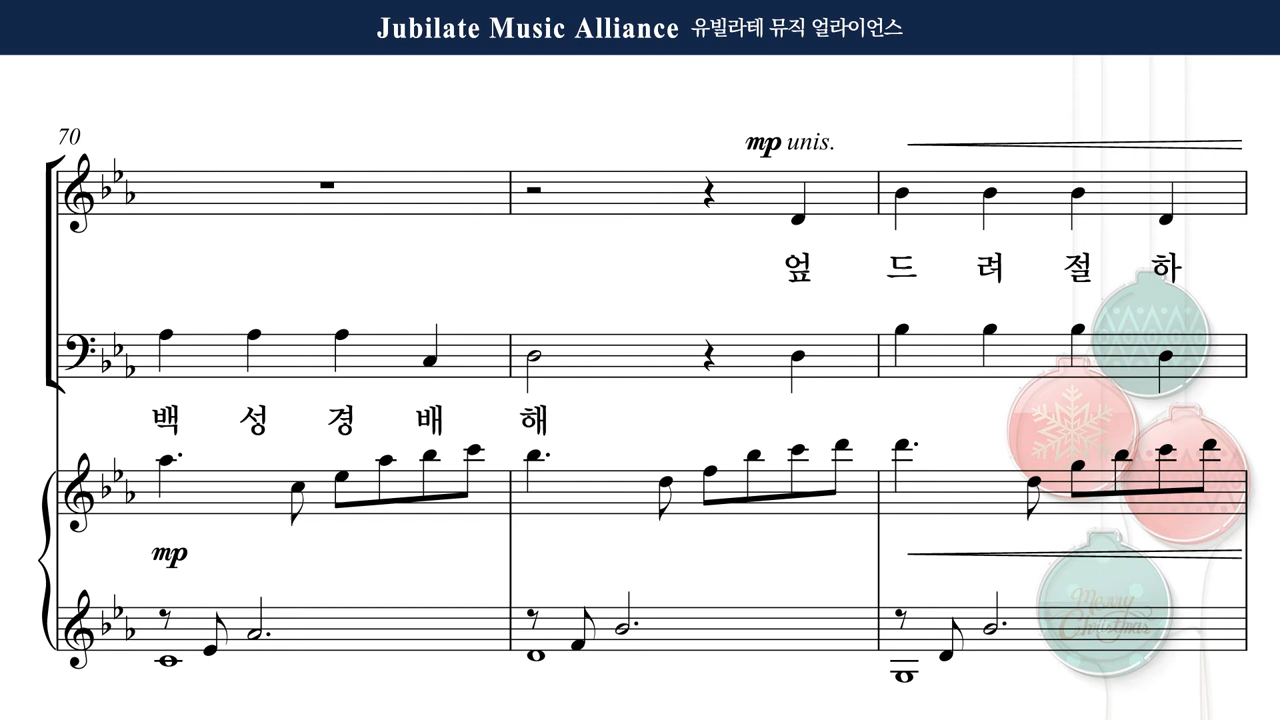 Jubilate Music Alliance 유빌라테 뮤직 얼라이언스
70
mp unis.
엎 드 려 절 하
백 성 경 배 해
mp
Merry
Christmas